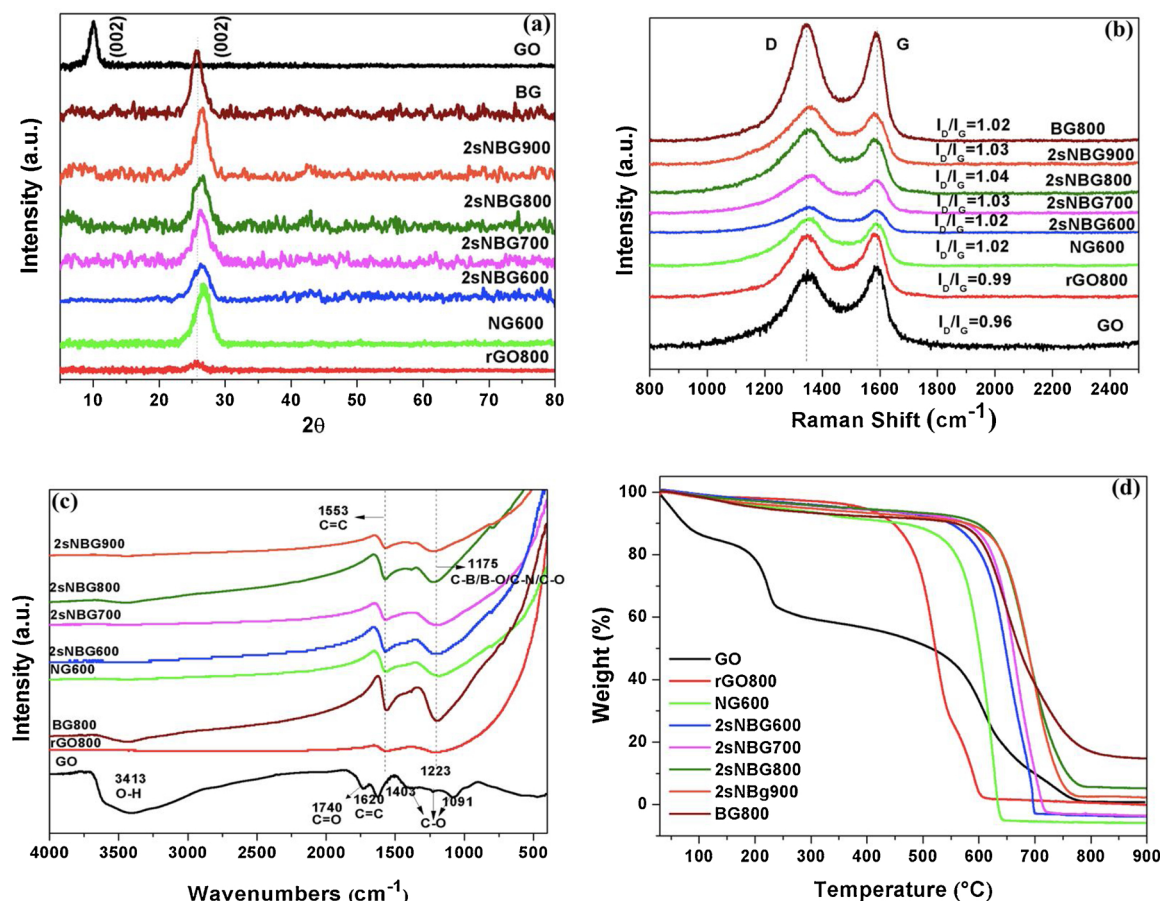 (a)
(002)
(002)
GO
BG
2sNBG900
2sNBG800
2sNBG700
2sNBG600
NG600
rGO800
Intensity (a.u.)
10 20 30 40 50 60 70 80
2θ
(b)
D G
I_D/I_G=1.02 BG800
I_D/I_G=1.03 2sNBG900
I_D/I_G=1.04 2sNBG800
I_D/I_G=1.03 2sNBG700
I_D/I_G=1.02 2sNBG600
I_D/I_G=1.02 NG600
I_D/I_G=0.99 rGO800
I_D/I_G=0.96 GO
Intensity (a.u.)
800 1000 1200 1400 1600 1800 2000 2200 2400
Raman Shift (cm⁻¹)
(c)
1553
C=C
2sNBG900
1175
2sNBG800
C-B/B-O/C-N/C-O
2sNBG700
2sNBG600
NG600
BG800
rGO800
GO
3413
O-H
1740
C=O
1620
C=C
1403
1223
1091
C-O
Intensity (a.u.)
4000 3500 3000 2500 2000 1500 1000 500
Wavenumbers (cm⁻¹)
(d)
100
80
60
40
20
0
Weight (%)
GO
rGO800
NG600
2sNBG600
2sNBG700
2sNBG800
2sNBg900
BG800
100 200 300 400 500 600 700 800 900
Temperature (°C)